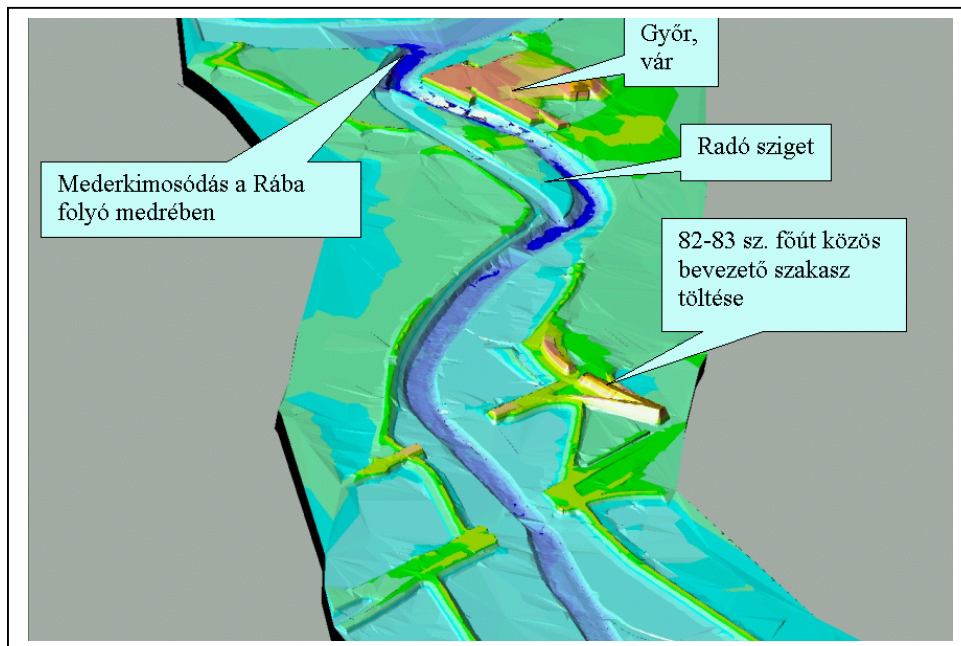 Győr,
vár
Radó sziget
Mederkimosódás a Rába
folyó medrében
82-83 sz. főút közös
bevezető szakasz
töltése